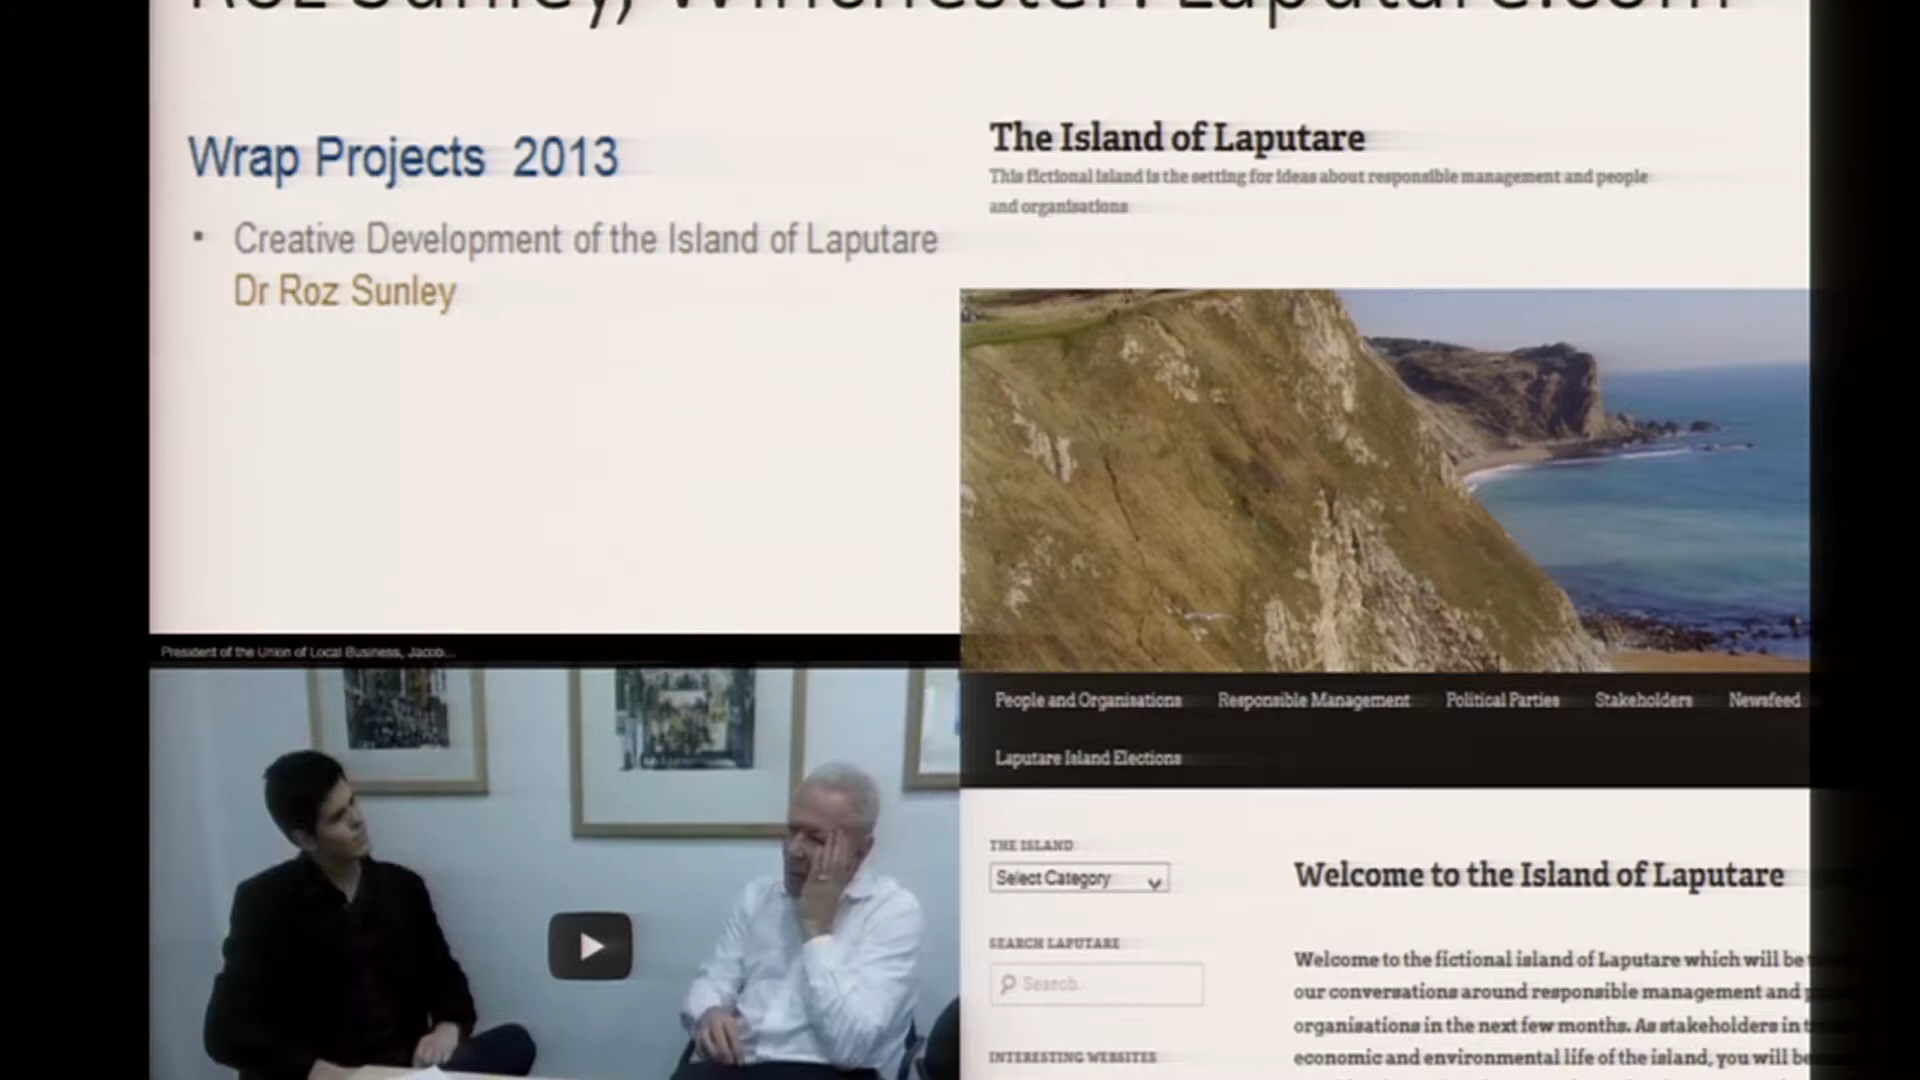 Roz Sunley, Winchester: Laputare.com
Wrap Projects 2013
▪ Creative Development of the Island of Laputare
Dr Roz Sunley
The Island of Laputare
This fictional island is the setting for ideas about responsible management and people
and organisations
President of the Union of Local Business, Jacob...
People and Organisations Responsible Management Political Parties Stakeholders Newsfeed
Laputare Island Elections
THE ISLAND
Select Category
SEARCH LAPUTARE
Search
INTERESTING WEBSITES
Welcome to the Island of Laputare
Welcome to the fictional island of Laputare which will be
our conversations around responsible management and
organisations in the next few months. As stakeholders in
economic and environmental life of the island, you will be